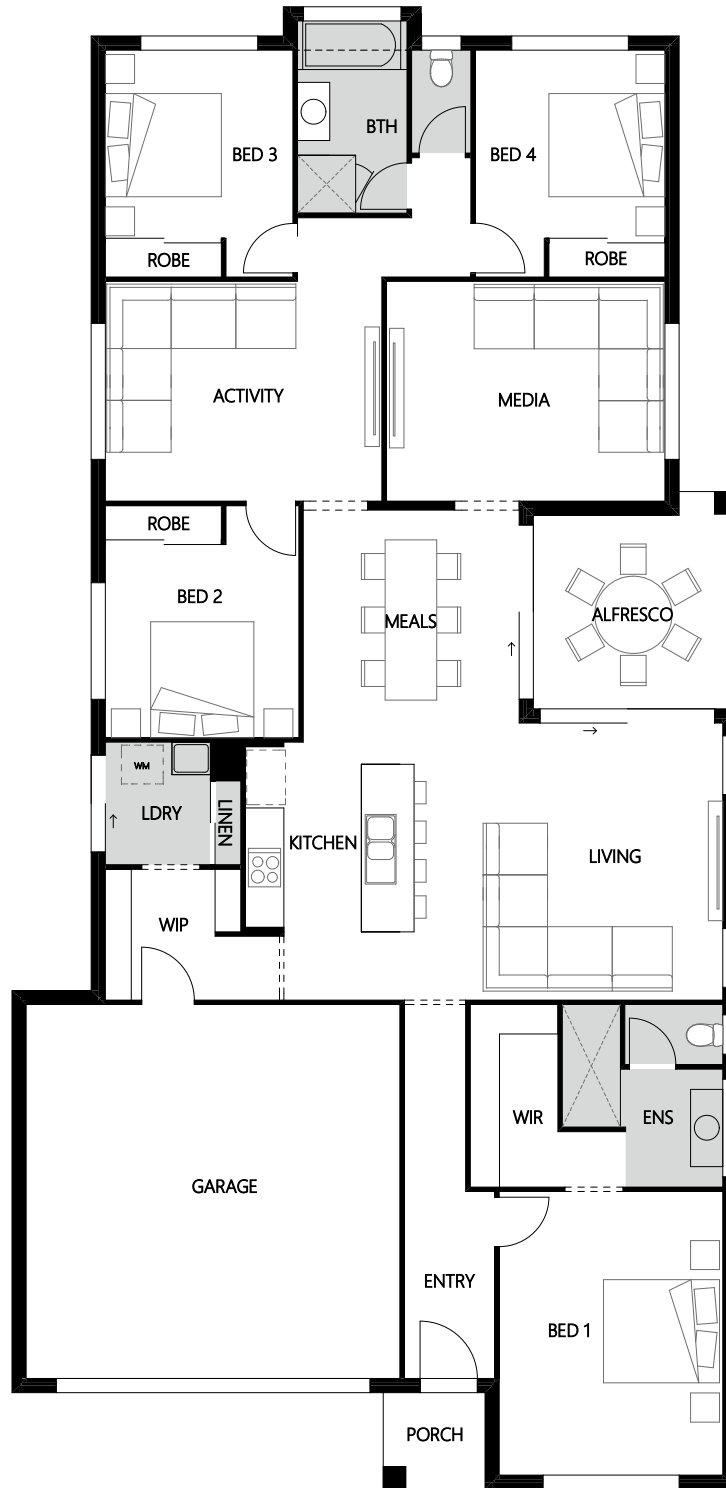 BTH
BED 3
BED 4
ROBE
ROBE
ACTIVITY
MEDIA
ROBE
BED 2
MEALS
ALFRESCO
WM
LDRY
LINEN
KITCHEN
LIVING
WIP
WIR
ENS
GARAGE
ENTRY
BED 1
PORCH